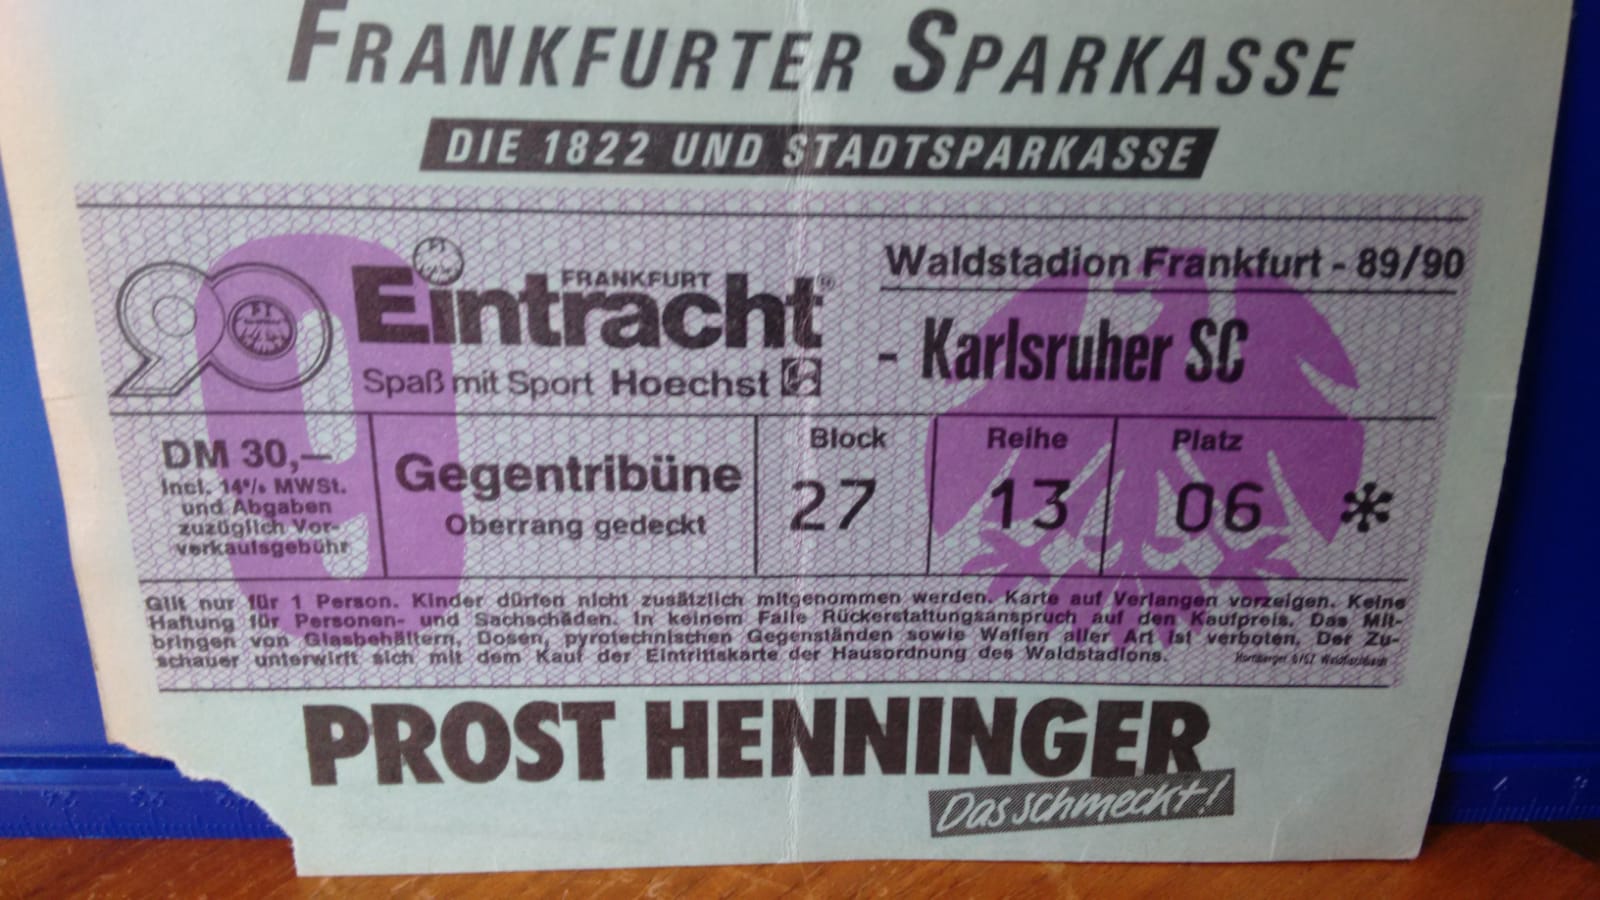 FRANKFURTER SPARKASSE
DIE 1822 UND STADTSPARKASSE
90
9
FRANKFURT
Eintracht®
Spaß mit Sport Hoechst
Waldstadion Frankfurt - 89/90
- Karlsruher SC
DM 30,—
Incl. 14% MWSt.
und Abgaben
zuzüglich Vor-
verkaufsgebühr
Gegentribüne
Oberrang gedeckt
Block
27
Reihe
13
Platz
06 *
Gilt nur für 1 Person. Kinder dürfen nicht zusätzlich mitgenommen werden. Karte auf Verlangen vorzeigen. Keine
Haftung für Personen- und Sachschäden. In keinem Falle Rückerstattungsanspruch auf den Kaufpreis. Das Mit-
bringen von Glasbehältern, Dosen, pyrotechnischen Gegenständen sowie Waffen aller Art ist verboten. Der Zu-
schauer unterwirft sich mit dem Kauf der Eintrittskarte der Hausordnung des Waldstadions.
PROST HENNINGER
Das schmeckt!